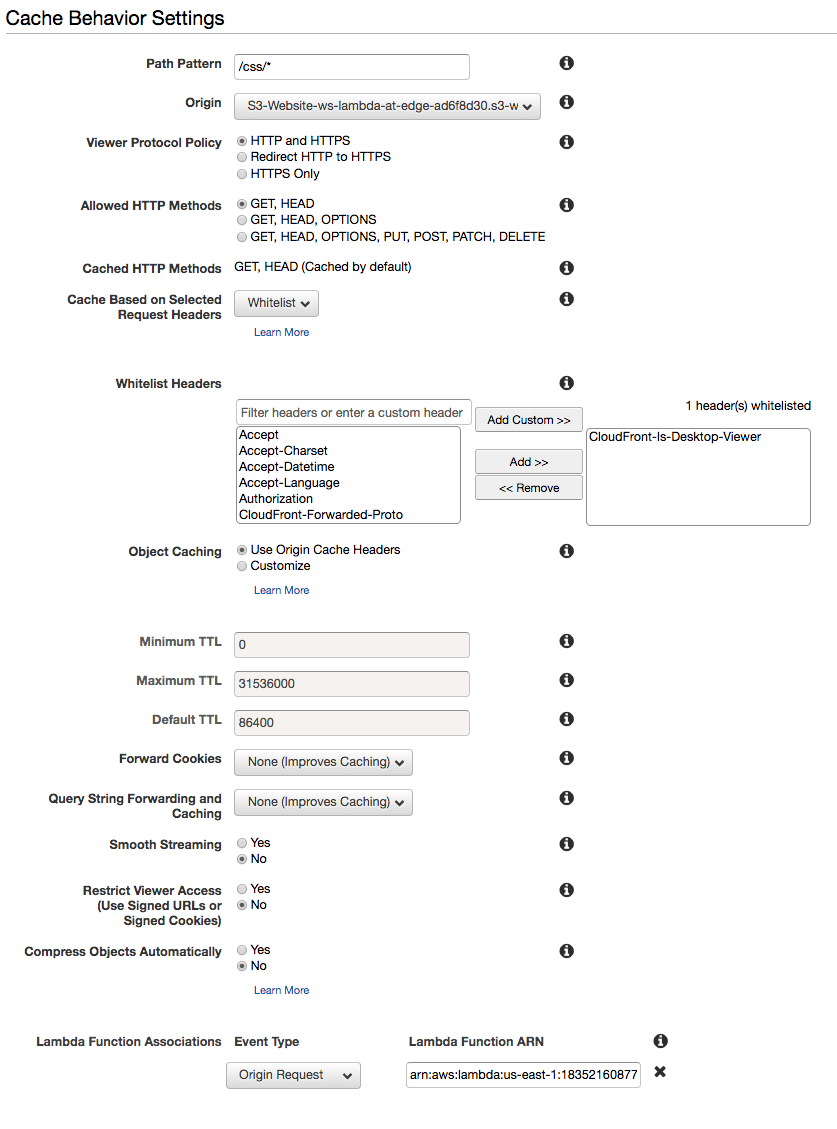 Cache Behavior Settings
Path Pattern
/css/*
Origin
S3-Website-ws-lambda-at-edge-ad6f8d30.s3-w
Viewer Protocol Policy
HTTP and HTTPS
Redirect HTTP to HTTPS
HTTPS Only
Allowed HTTP Methods
GET, HEAD
GET, HEAD, OPTIONS
GET, HEAD, OPTIONS, PUT, POST, PATCH, DELETE
Cached HTTP Methods
GET, HEAD (Cached by default)
Cache Based on Selected
Request Headers
Whitelist
Learn More
Whitelist Headers
Filter headers or enter a custom header
Add Custom >>
1 header(s) whitelisted
Accept
Accept-Charset
Accept-Datetime
Accept-Language
Authorization
CloudFront-Forwarded-Proto
Add >>
<< Remove
CloudFront-Is-Desktop-Viewer
Object Caching
Use Origin Cache Headers
Customize
Learn More
Minimum TTL
0
Maximum TTL
31536000
Default TTL
86400
Forward Cookies
None (Improves Caching)
Query String Forwarding and
Caching
None (Improves Caching)
Smooth Streaming
Yes
No
Restrict Viewer Access
(Use Signed URLs or
Signed Cookies)
Yes
No
Compress Objects Automatically
Yes
No
Learn More
Lambda Function Associations
Event Type
Lambda Function ARN
Origin Request
arn:aws:lambda:us-east-1:18352160877